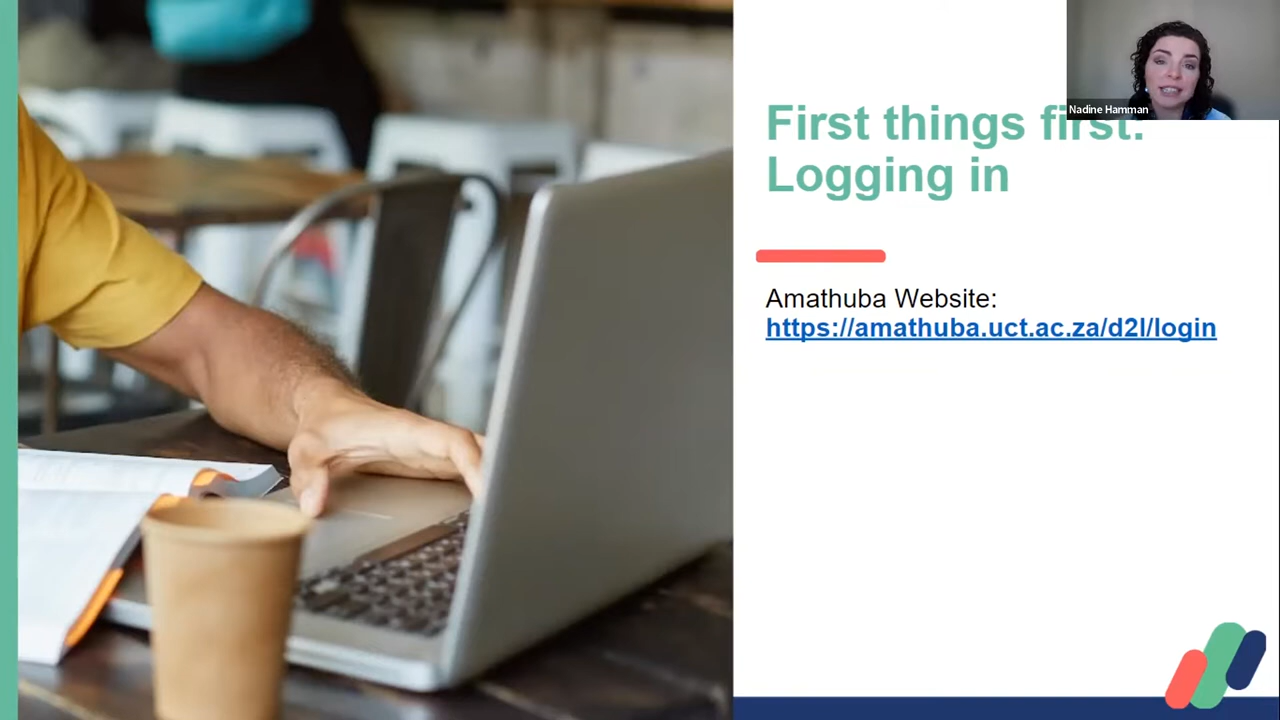 Nadine Hamman
First things first:
Logging in
Amathuba Website:
https://amathuba.uct.ac.za/d2l/login